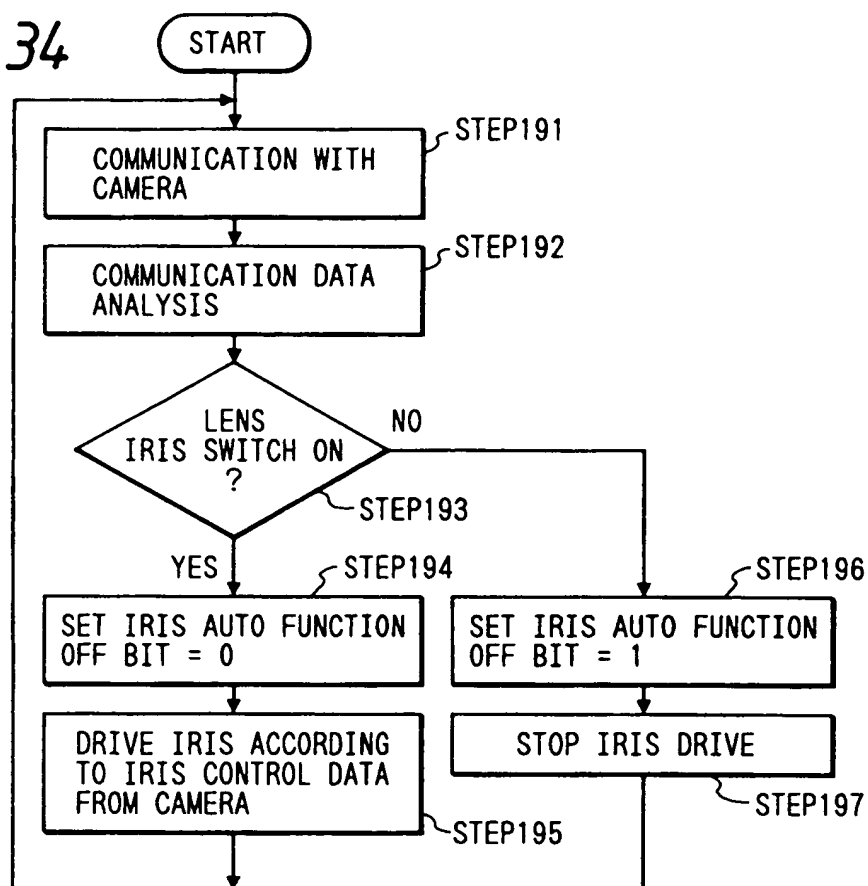 34
START
COMMUNICATION WITH
CAMERA
STEP191
COMMUNICATION DATA
ANALYSIS
STEP192
LENS
IRIS SWITCH ON
?
NO
STEP193
YES
STEP194
SET IRIS AUTO FUNCTION
OFF BIT = 0
STEP196
SET IRIS AUTO FUNCTION
OFF BIT = 1
DRIVE IRIS ACCORDING
TO IRIS CONTROL DATA
FROM CAMERA
STEP195
STOP IRIS DRIVE
STEP197